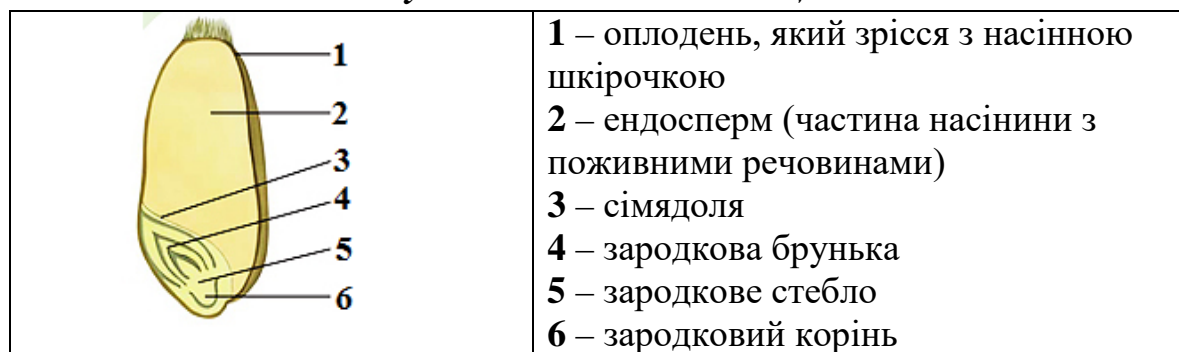 1
2
3
4
5
6
1 – оплодень, який зрісся з насінною
шкірочкою
2 – ендосперм (частина насінини з
поживними речовинами)
3 – сімядоля
4 – зародкова брунька
5 – зародкове стебло
6 – зародковий корінь